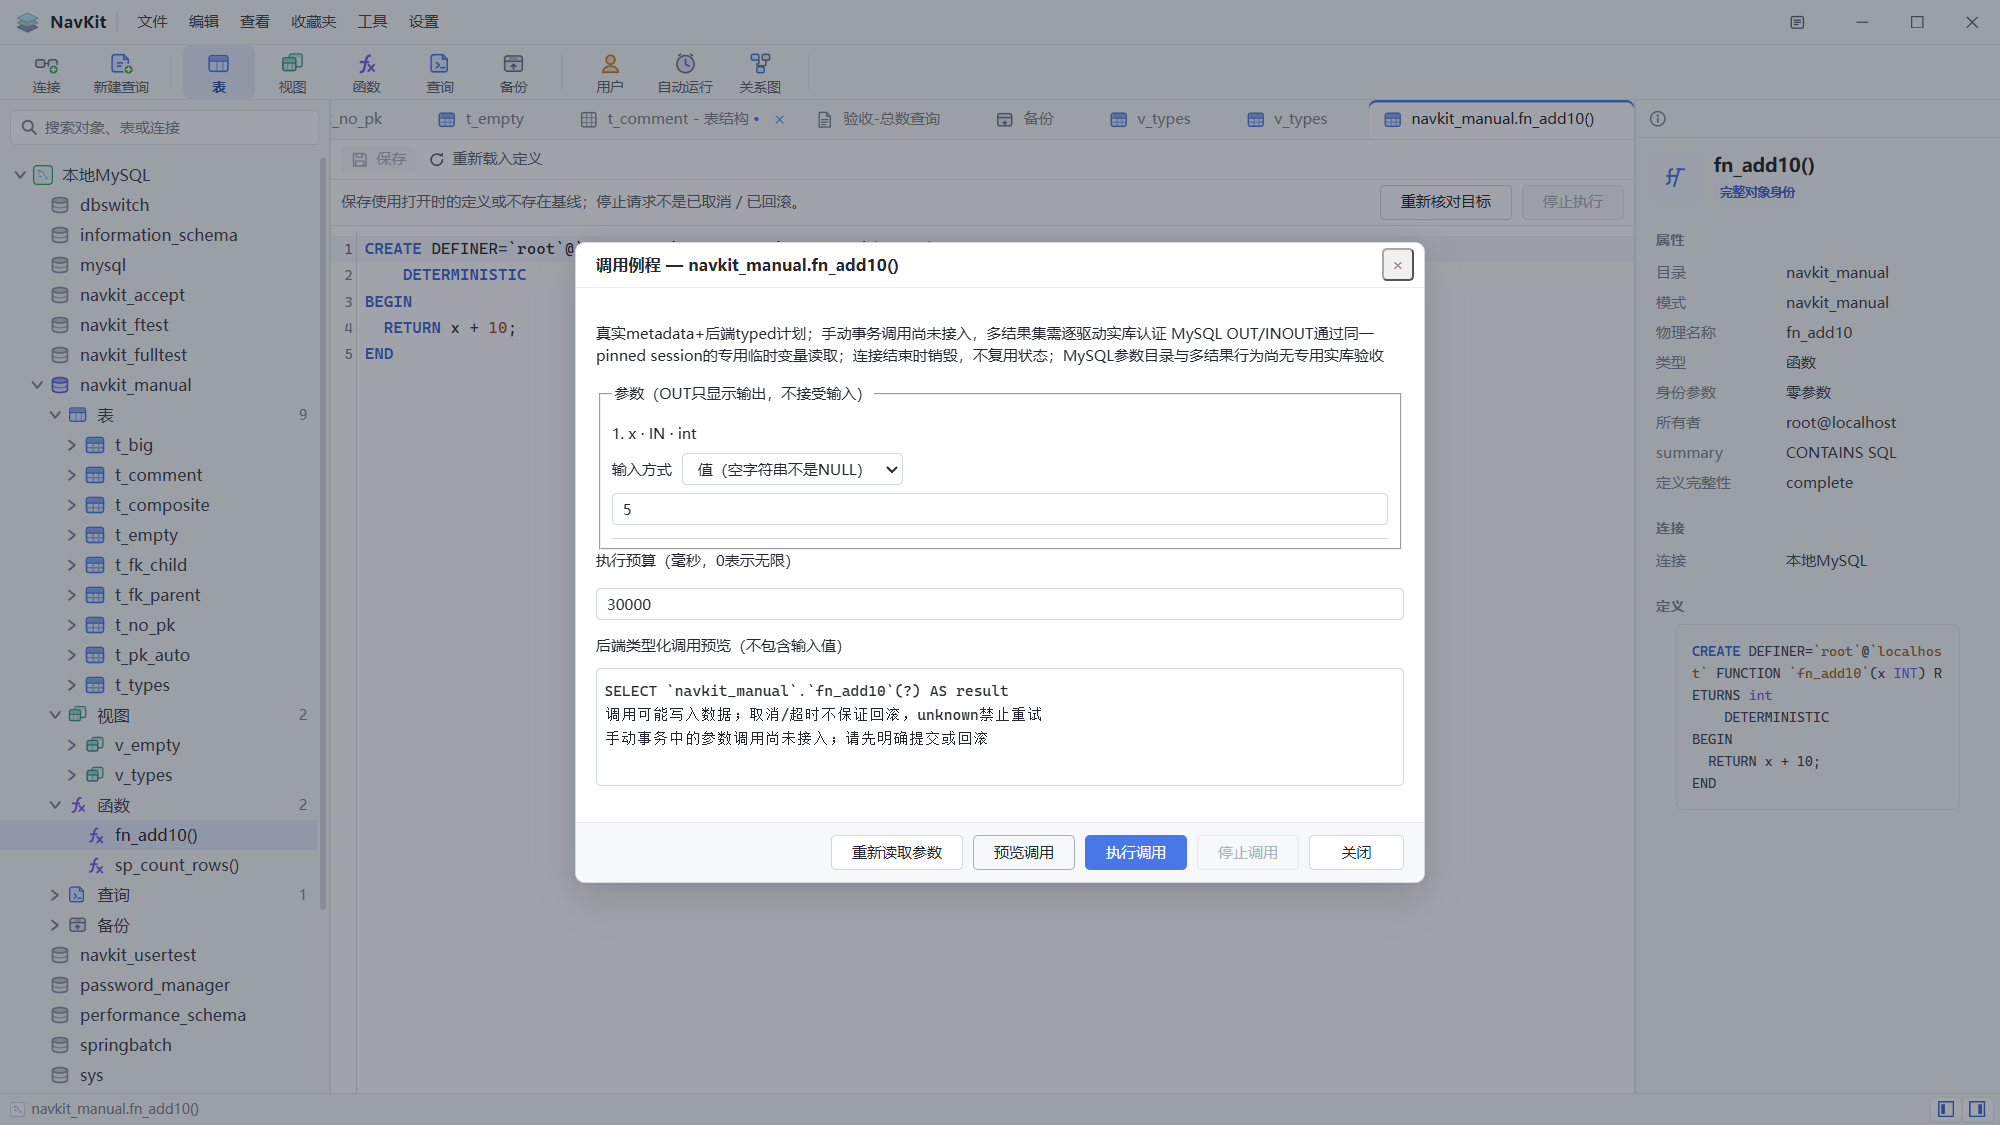 NavKit 文件 编辑 查看 收藏夹 工具 设置
连接 新建查询 表 视图 函数 查询 备份 用户 自动运行 关系图
搜索对象、表或连接
本地MySQL
dbswitch
information_schema
mysql
navkit_accept
navkit_ftest
navkit_fulltest
navkit_manual
表 9
t_big
t_comment
t_composite
t_empty
t_fk_child
t_fk_parent
t_no_pk
t_pk_auto
t_types
视图 2
v_empty
v_types
函数 2
fn_add10()
sp_count_rows()
查询 1
备份
navkit_usertest
password_manager
performance_schema
springbatch
sys
_no_pk t_empty t_comment - 表结构 • × 验收-总数查询 备份 v_types v_types navkit_manual.fn_add10()
保存 重新载入定义
保存使用打开时的定义或不存在基线；停止请求不是已取消 / 已回滚。 重新核对目标 停止执行
1 CREATE DEFINER=`root`@
2 DETERMINISTIC
3 BEGIN
4 RETURN x + 10;
5 END
调用例程 — navkit_manual.fn_add10() ×
真实metadata+后端typed计划；手动事务调用尚未接入，多结果集需逐驱动实库认证 MySQL OUT/INOUT通过同一
pinned session的专用临时变量读取；连接结束时销毁，不复用状态；MySQL参数目录与多结果行为尚无专用实库验收
参数（OUT只显示输出，不接受输入）
1. x · IN · int
输入方式 值（空字符串不是NULL）
5
执行预算（毫秒，0表示无限）
30000
后端类型化调用预览（不包含输入值）
SELECT `navkit_manual`.`fn_add10`(?) AS result
调用可能写入数据；取消/超时不保证回滚，unknown禁止重试
手动事务中的参数调用尚未接入；请先明确提交或回滚
重新读取参数 预览调用 执行调用 停止调用 关闭
fn_add10()
完整对象身份
属性
目录 navkit_manual
模式 navkit_manual
物理名称 fn_add10
类型 函数
身份参数 零参数
所有者 root@localhost
summary CONTAINS SQL
定义完整性 complete
连接
连接 本地MySQL
定义
CREATE DEFINER=`root`@`localhos
t` FUNCTION `fn_add10`(x INT) R
ETURNS int
DETERMINISTIC
BEGIN
RETURN x + 10;
END
navkit_manual.fn_add10()